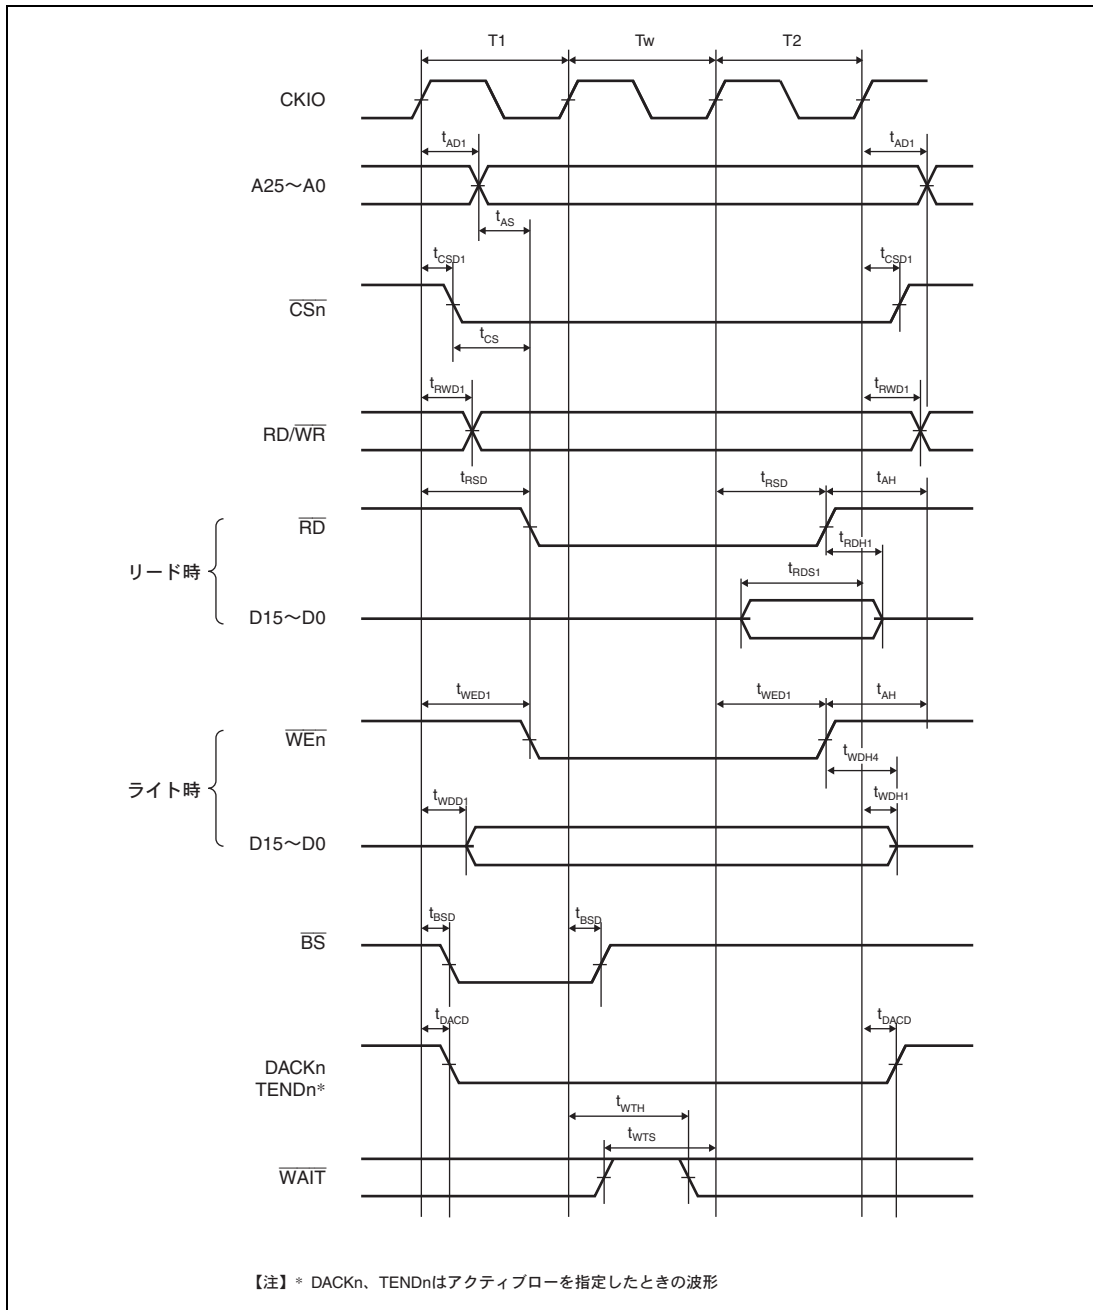 T1 Tw T2
CKIO
tAD1 tAD1
A25～A0
tAS
tCSD1 tCSD1
CSn
tCS
tRWD1 tRWD1
RD/WR
tRSD tRSD tAH
RD
tRDH1
リード時
tRDS1
D15～D0
tWED1 tWED1 tAH
WEn
tWDH4
ライト時
tWDD1 tWDH1
D15～D0
tBSD tBSD
BS
tDACD tDACD
DACKn
TENDn*
tWTH
tWTS
WAIT
【注】* DACKn、TENDnはアクティブローを指定したときの波形